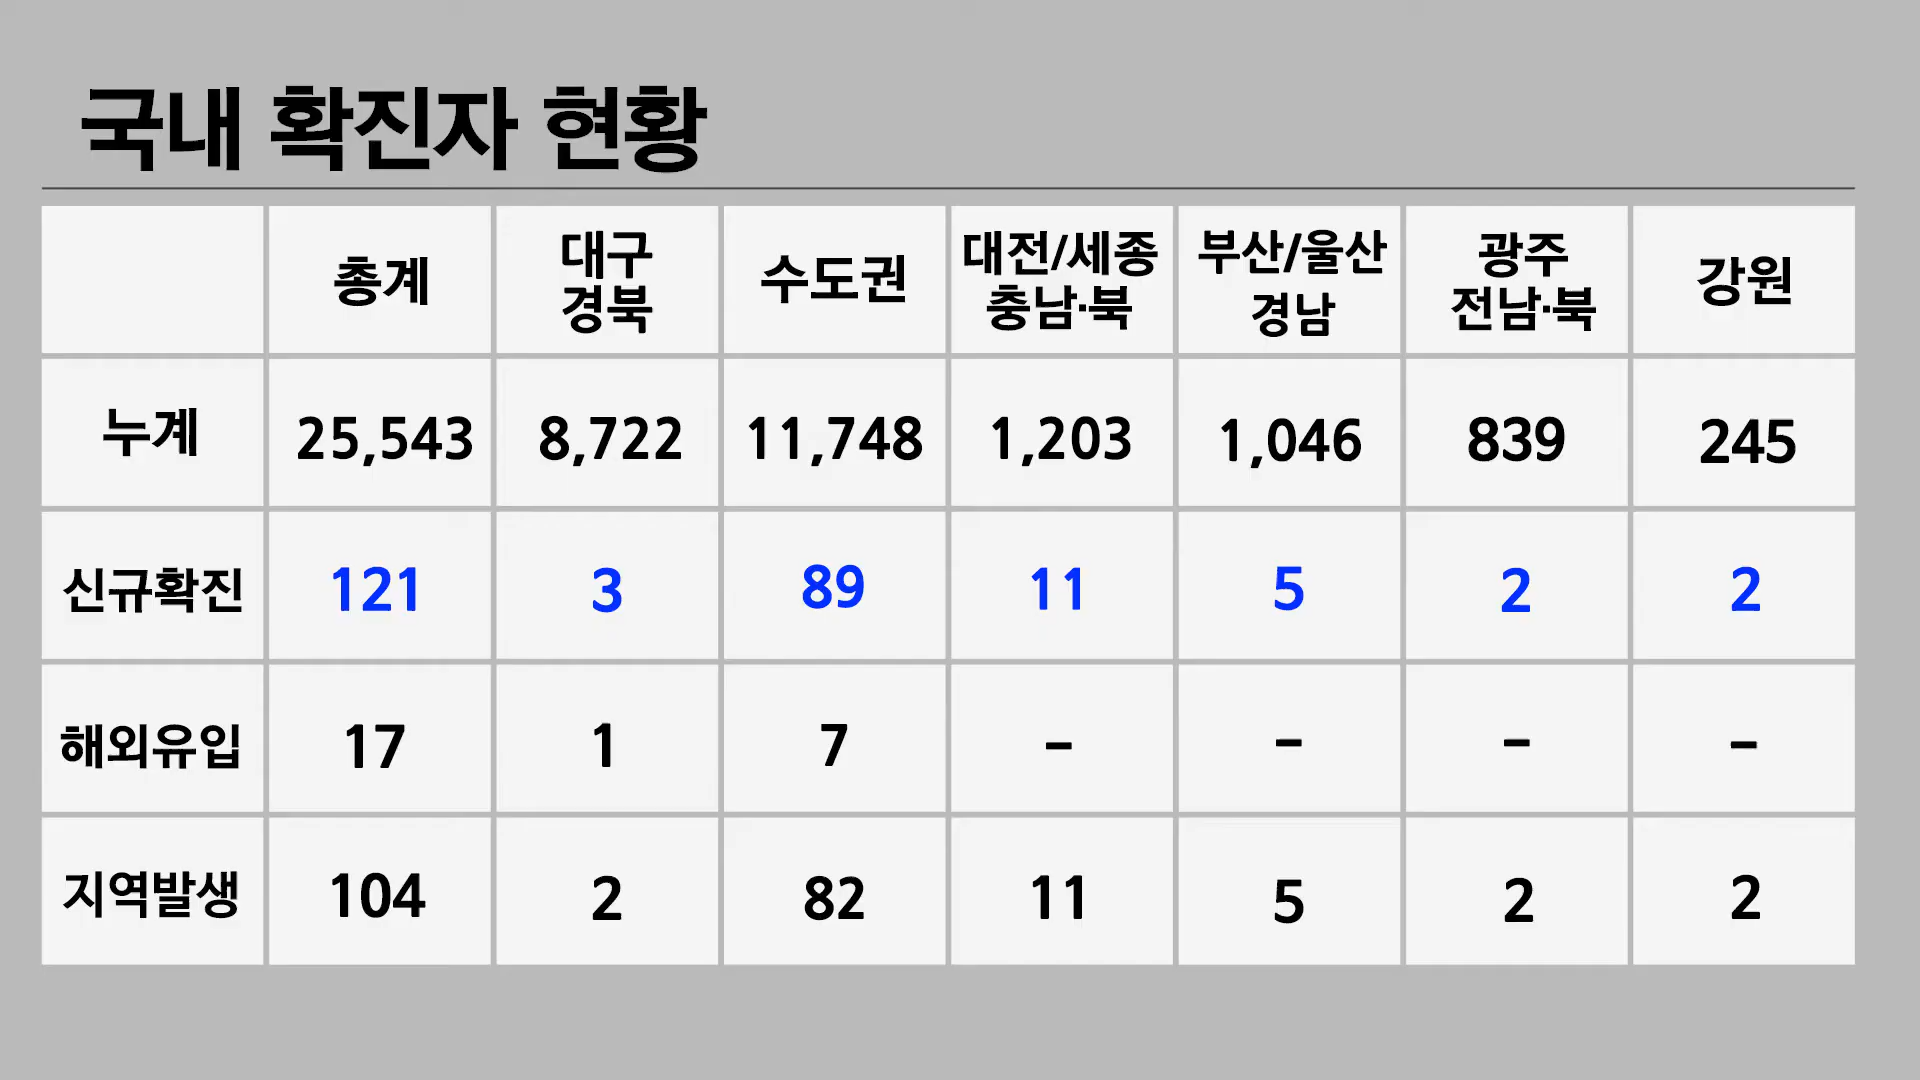 국내 확진자 현황
총계 대구 경북 수도권 대전/세종 충남·북 부산/울산 경남 광주 전남·북 강원
누계 25,543 8,722 11,748 1,203 1,046 839 245
신규확진 121 3 89 11 5 2 2
해외유입 17 1 7 – – – –
지역발생 104 2 82 11 5 2 2